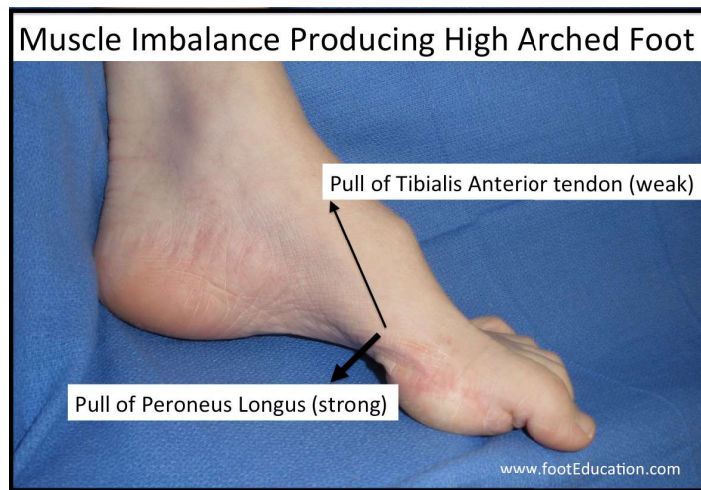 Muscle Imbalance Producing High Arched Foot
Pull of Tibialis Anterior tendon (weak)
Pull of Peroneus Longus (strong)
www.footEducation.com